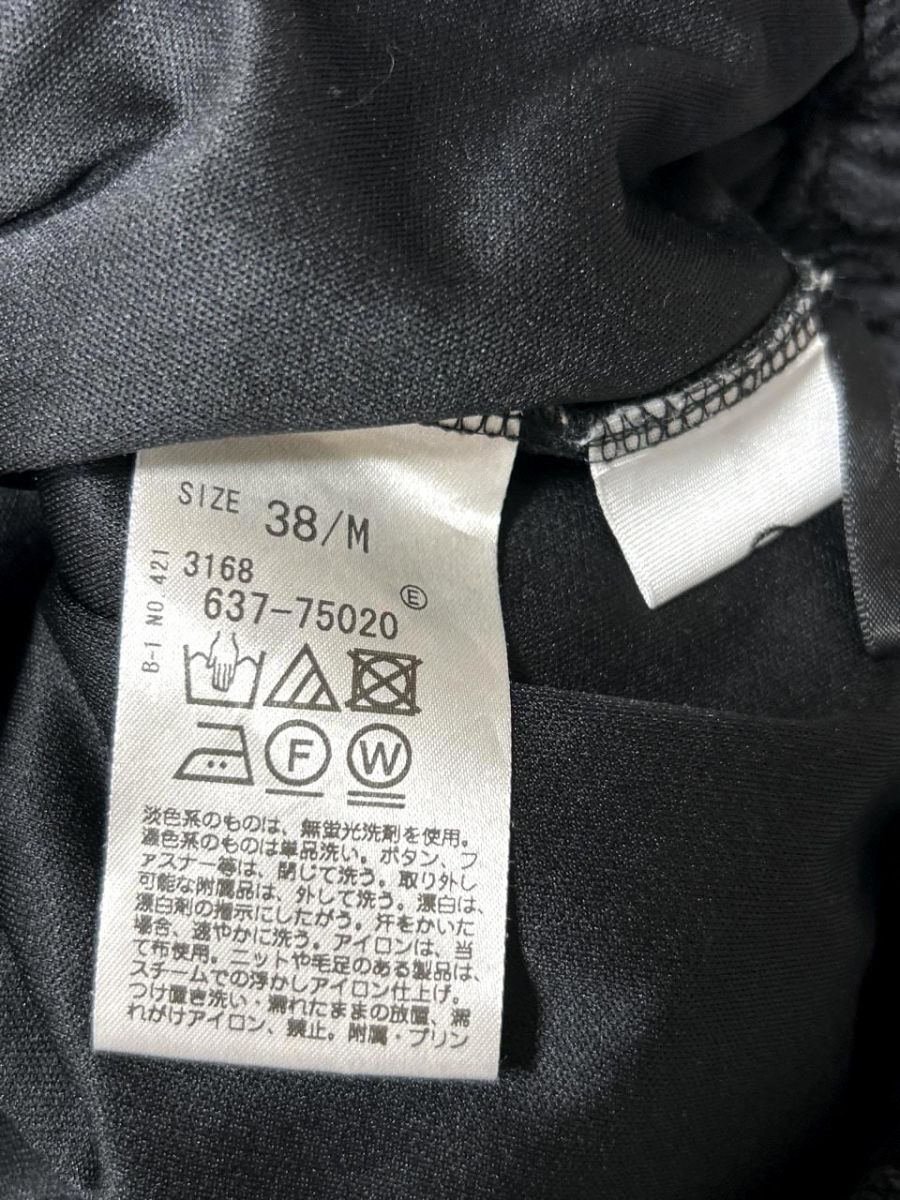 SIZE 38/M
B-1 NO.421
3168
637-75020 Ⓔ
F
W
淡色系のものは、無蛍光洗剤を使用。
濃色系のものは単品洗い。ボタン、フ
ァスナー等は、閉じて洗う。取り外し
可能な附属品は、外して洗う。漂白は、
漂白剤の指示にしたがう。汗をかいた
場合、速やかに洗う。アイロンは、当
て布使用。ニットや毛足のある製品は、
スチームでの浮かしアイロン仕上げ。
つけ置き洗い・濡れたままの放置、濡
れがけアイロン、禁止。附属・プリン